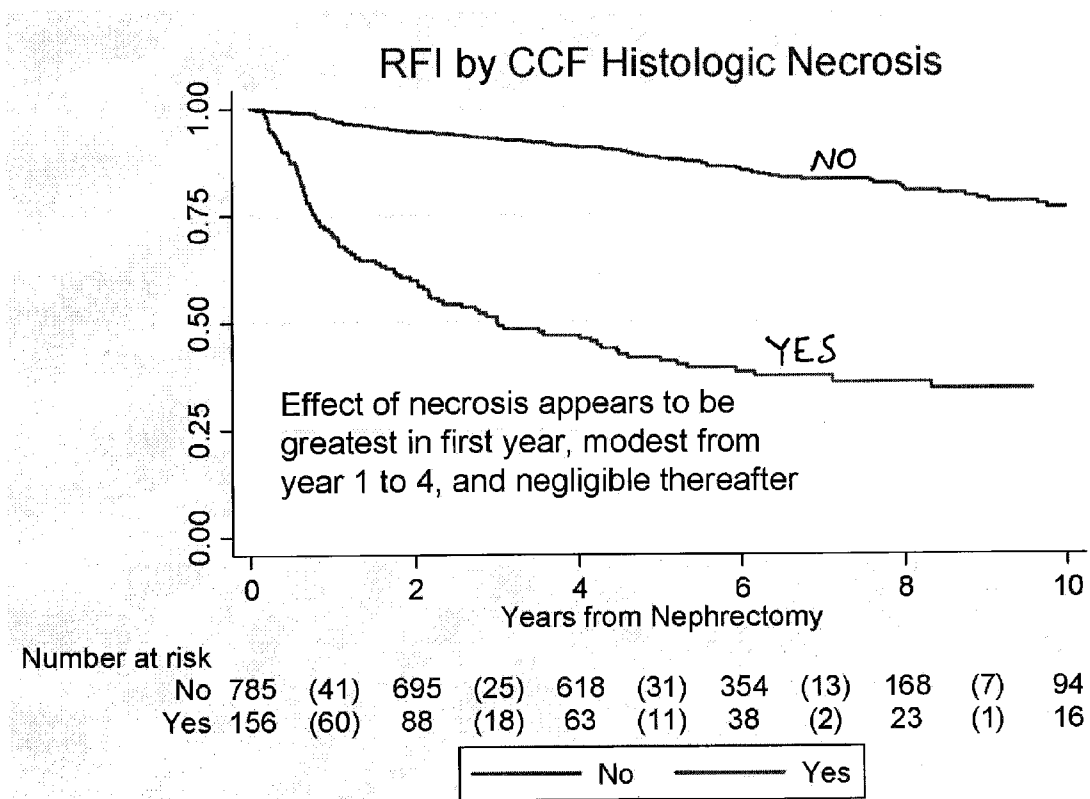 RFI by CCF Histologic Necrosis
1.00
0.75
0.50
0.25
0.00
NO
YES
Effect of necrosis appears to be
greatest in first year, modest from
year 1 to 4, and negligible thereafter
0 2 4 6 8 10
Years from Nephrectomy
Number at risk
No 785 (41) 695 (25) 618 (31) 354 (13) 168 (7) 94
Yes 156 (60) 88 (18) 63 (11) 38 (2) 23 (1) 16
No Yes